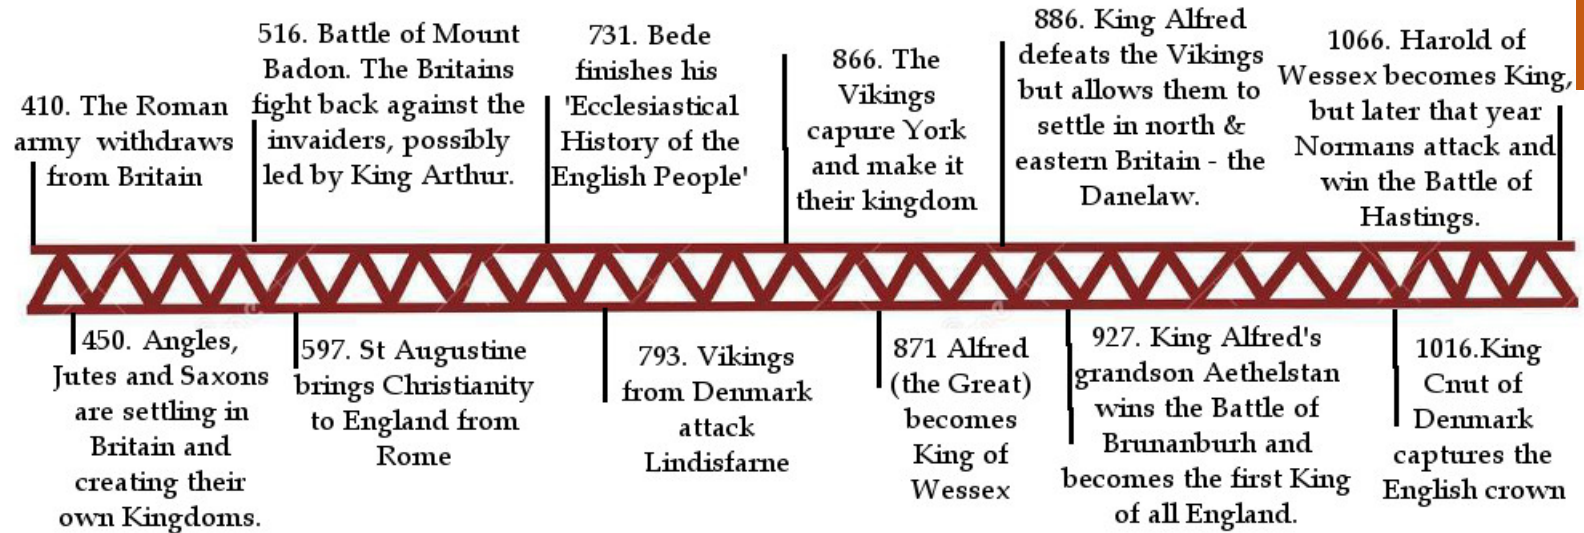 410. The Roman
army withdraws
from Britain
516. Battle of Mount
Badon. The Britains
fight back against the
invaiders, possibly
led by King Arthur.
731. Bede
finishes his
'Ecclesiastical
History of the
English People'
866. The
Vikings
capure York
and make it
their kingdom
886. King Alfred
defeats the Vikings
but allows them to
settle in north &
eastern Britain - the
Danelaw.
1066. Harold of
Wessex becomes King,
but later that year
Normans attack and
win the Battle of
Hastings.
450. Angles,
Jutes and Saxons
are settling in
Britain and
creating their
own Kingdoms.
597. St Augustine
brings Christianity
to England from
Rome
793. Vikings
from Denmark
attack
Lindisfarne
871 Alfred
(the Great)
becomes
King of
Wessex
927. King Alfred's
grandson Aethelstan
wins the Battle of
Brunanburh and
becomes the first King
of all England.
1016.King
Cnut of
Denmark
captures the
English crown